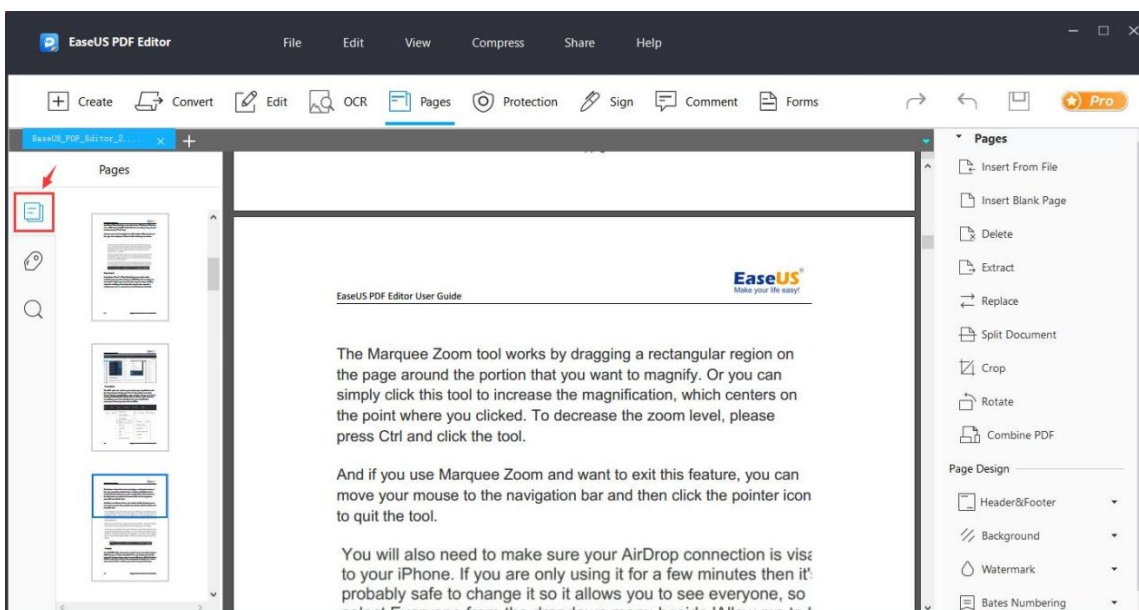 EaseUS PDF Editor
File Edit View Compress Share Help
Create Convert Edit OCR Pages Protection Sign Comment Forms Pro
EaseUS_PDF_Editor_2....
Pages
EaseUS PDF Editor User Guide
EaseUS®
Make your life easy!
The Marquee Zoom tool works by dragging a rectangular region on
the page around the portion that you want to magnify. Or you can
simply click this tool to increase the magnification, which centers on
the point where you clicked. To decrease the zoom level, please
press Ctrl and click the tool.
And if you use Marquee Zoom and want to exit this feature, you can
move your mouse to the navigation bar and then click the pointer icon
to quit the tool.
You will also need to make sure your AirDrop connection is visa
to your iPhone. If you are only using it for a few minutes then it's
probably safe to change it so it allows you to see everyone, so
Pages
Insert From File
Insert Blank Page
Delete
Extract
Replace
Split Document
Crop
Rotate
Combine PDF
Page Design
Header&Footer
Background
Watermark
Bates Numbering